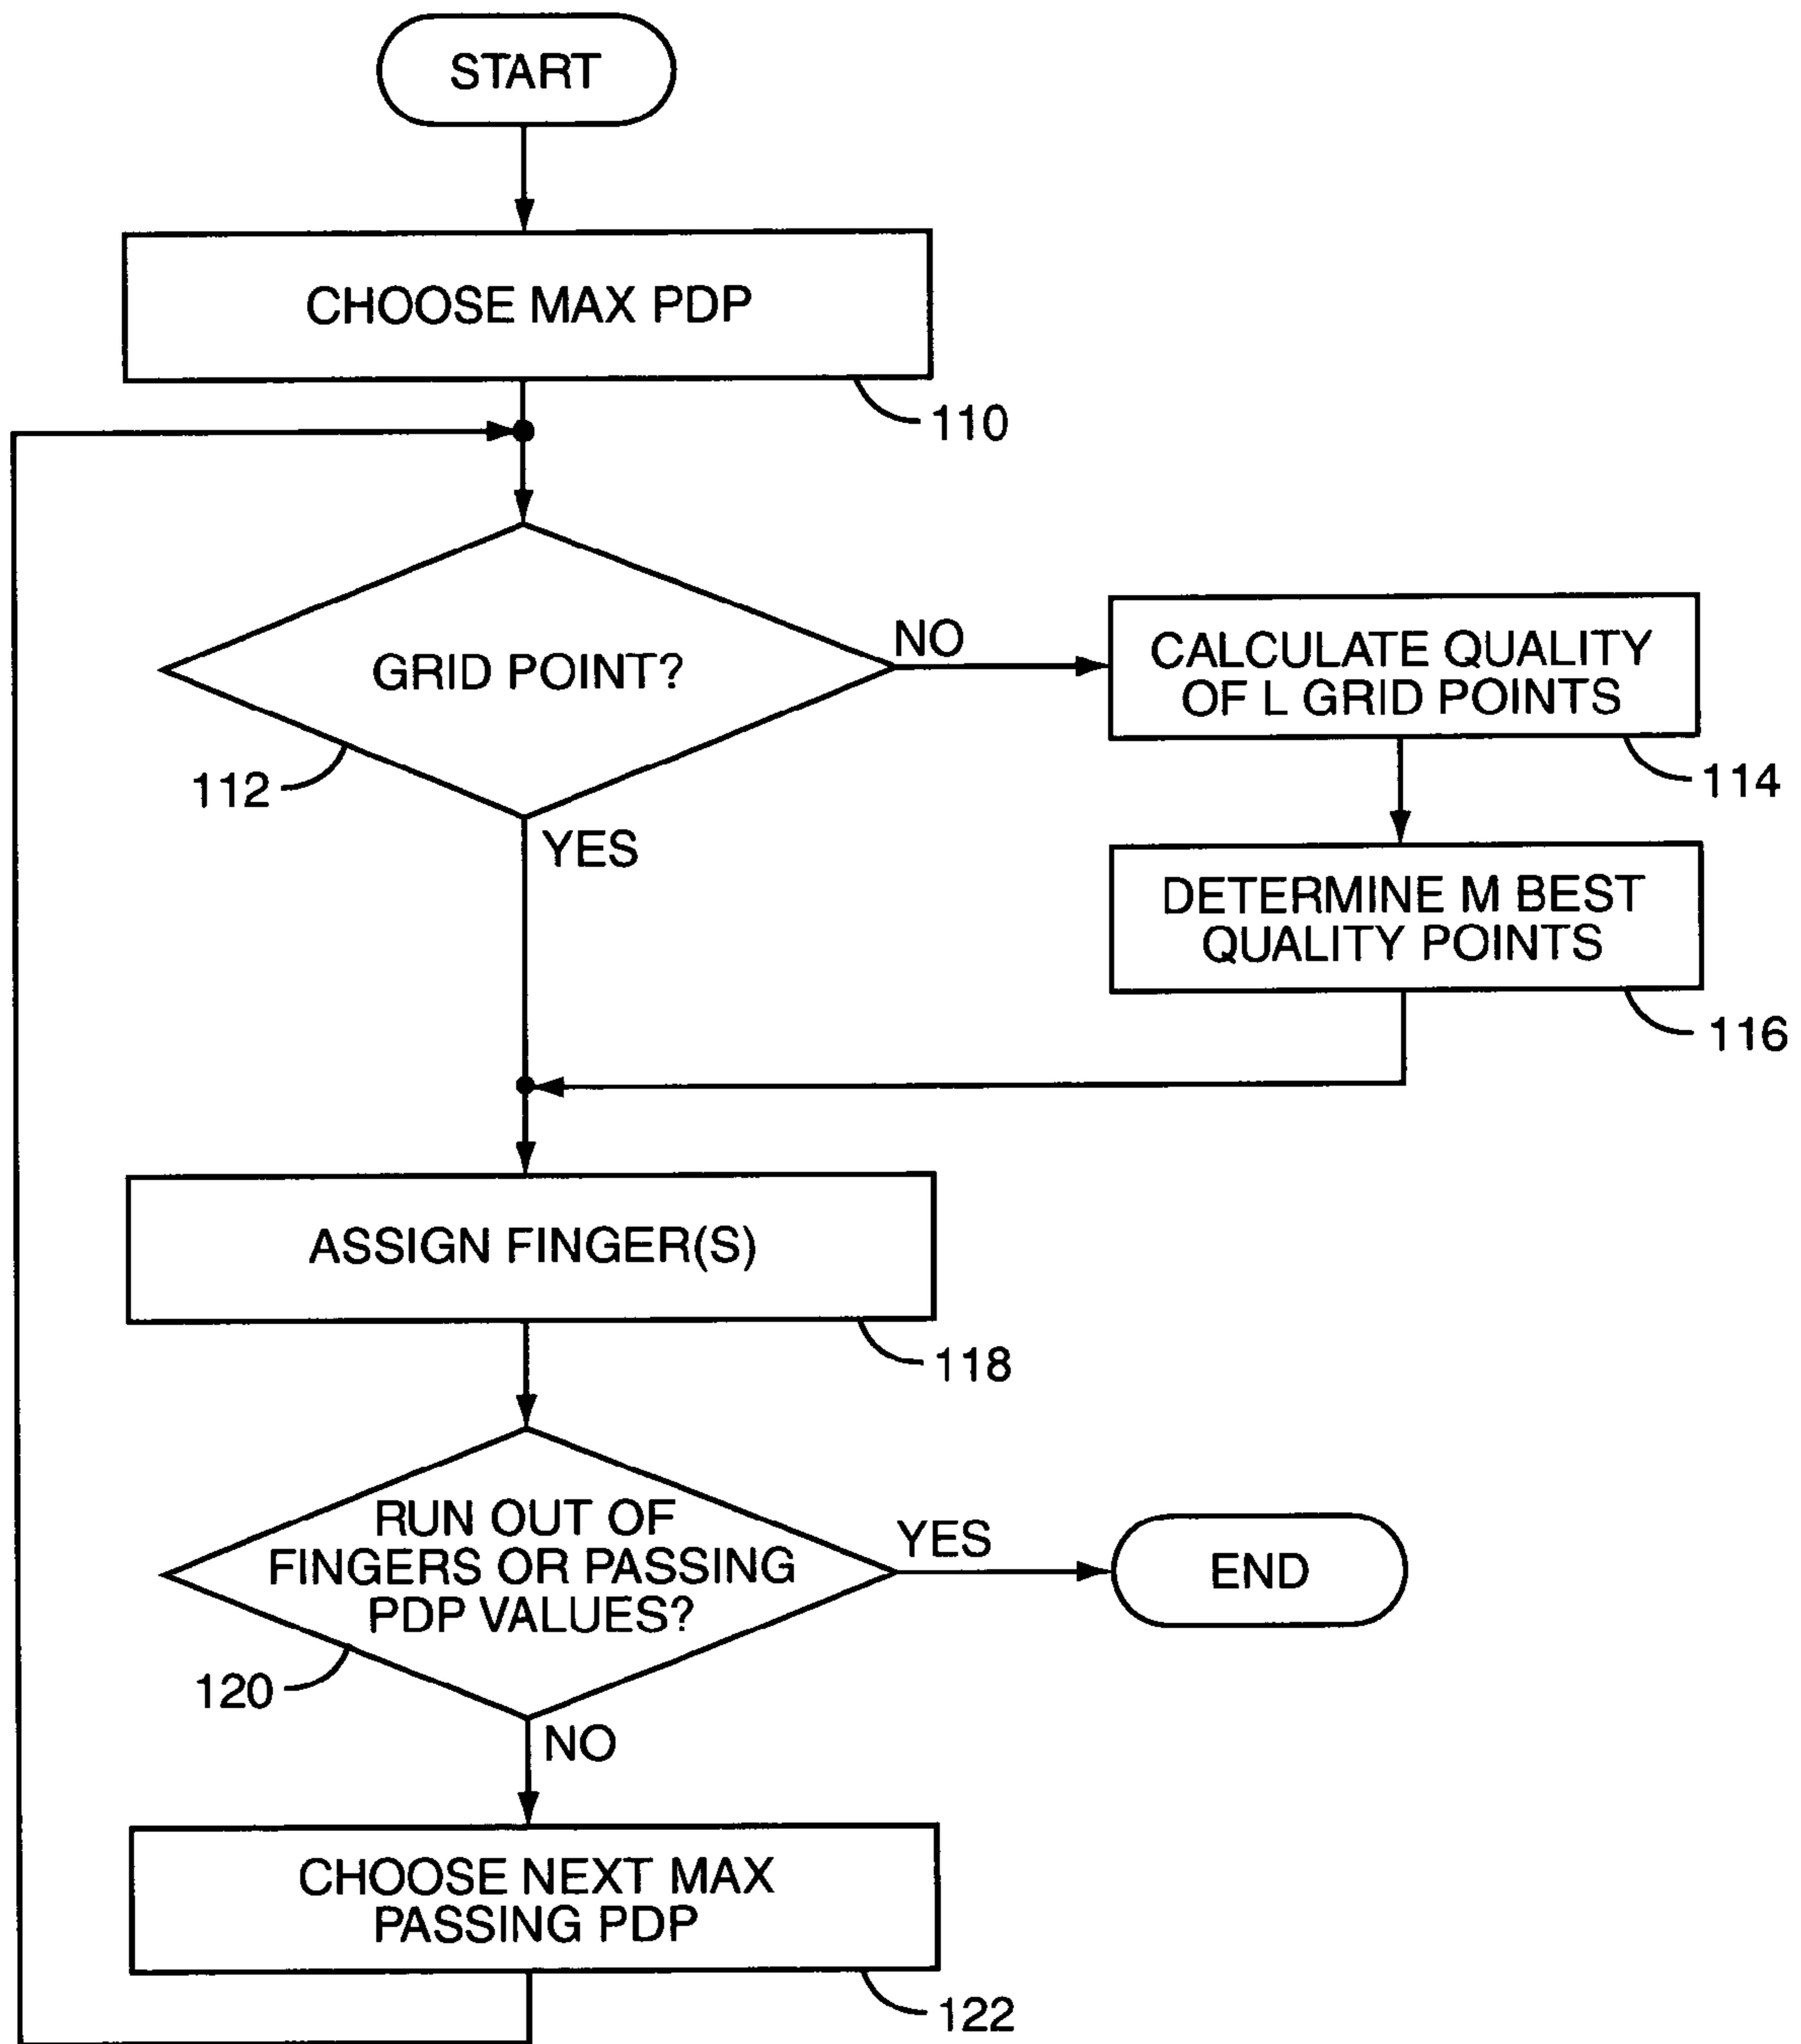 START
CHOOSE MAX PDP
110
GRID POINT?
112
NO
CALCULATE QUALITY
OF L GRID POINTS
114
YES
DETERMINE M BEST
QUALITY POINTS
116
ASSIGN FINGER(S)
118
RUN OUT OF
FINGERS OR PASSING
PDP VALUES?
120
YES
END
NO
CHOOSE NEXT MAX
PASSING PDP
122